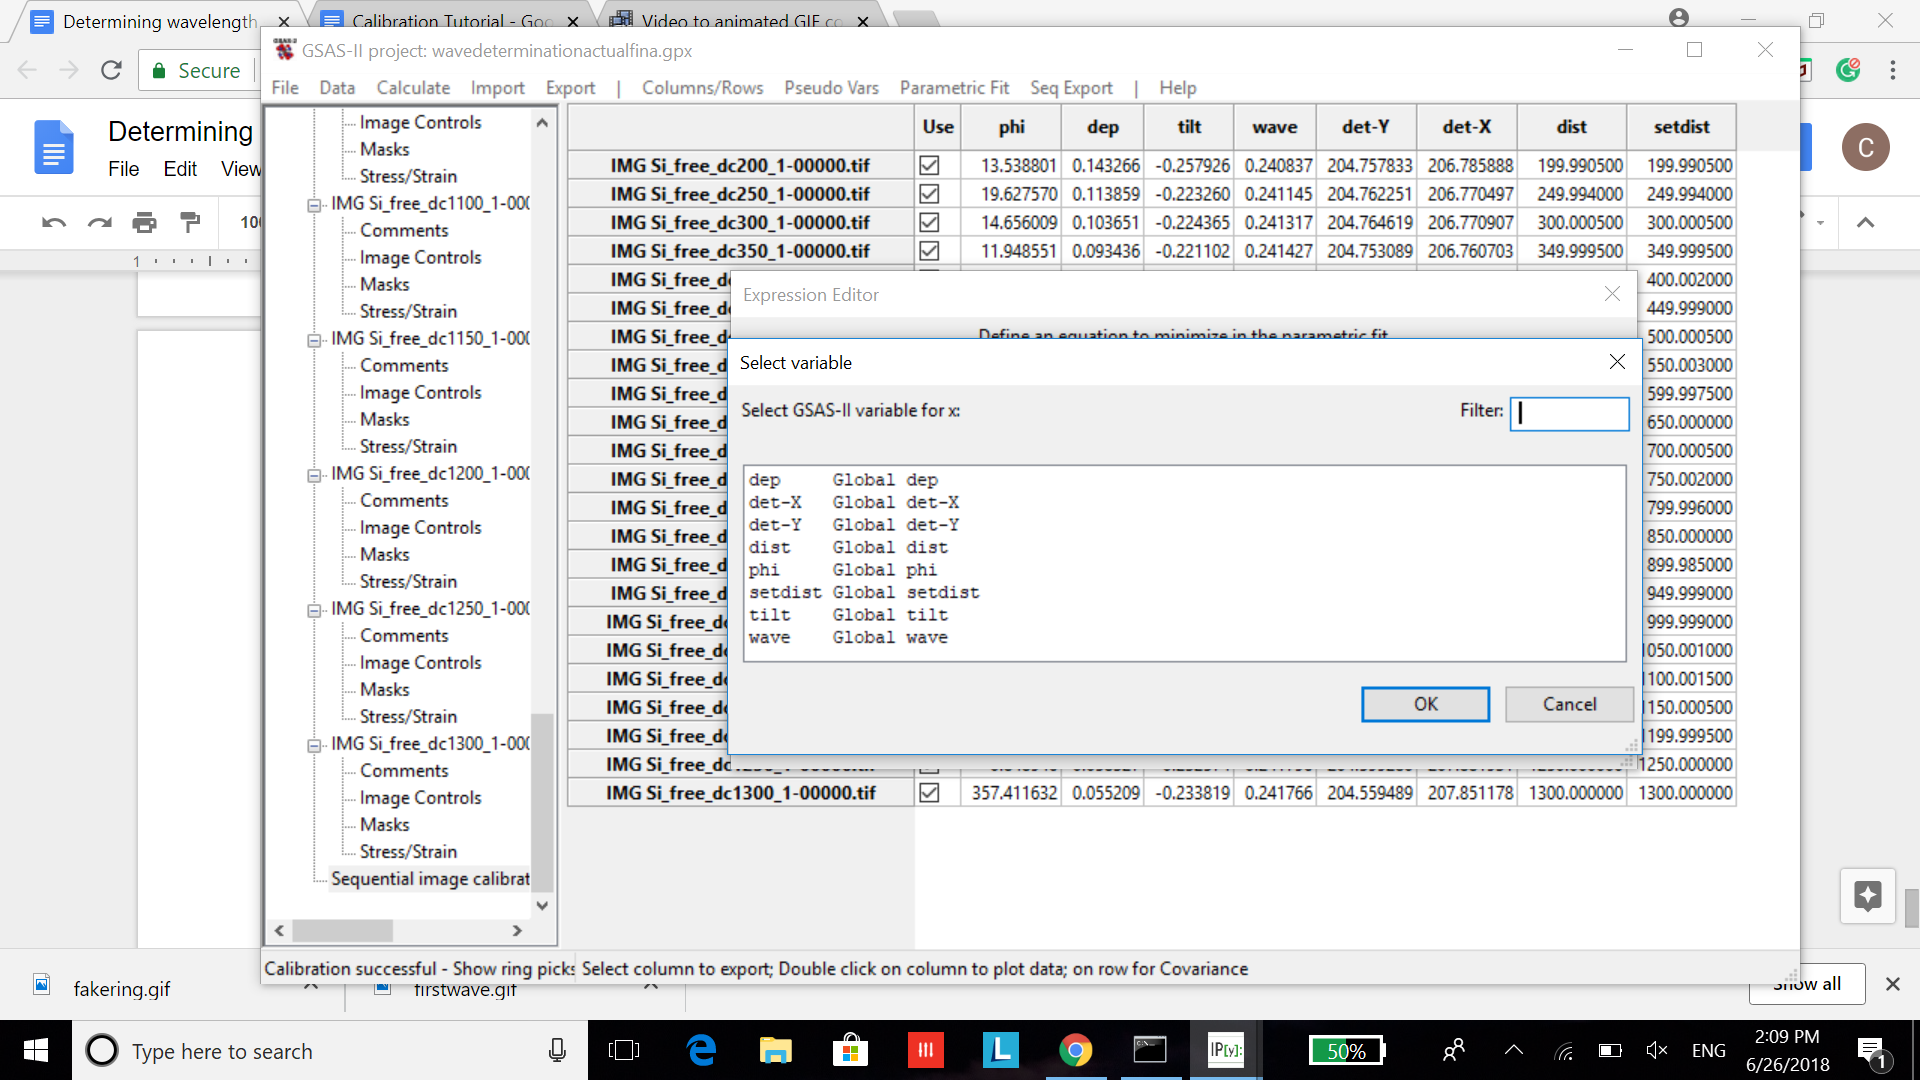 Determining wavelength
Calibration Tutorial - Goo
Video to animated GIF co
GSAS-II project: wavedeterminationactualfina.gpx
Secure
File Data Calculate Import Export | Columns/Rows Pseudo Vars Parametric Fit Seq Export | Help
Determining
File Edit View
C
10
1
Image Controls
Masks
Stress/Strain
IMG Si_free_dc1100_1-000
Comments
Image Controls
Masks
Stress/Strain
IMG Si_free_dc1150_1-000
Comments
Image Controls
Masks
Stress/Strain
IMG Si_free_dc1200_1-000
Comments
Image Controls
Masks
Stress/Strain
IMG Si_free_dc1250_1-000
Comments
Image Controls
Masks
Stress/Strain
IMG Si_free_dc1300_1-000
Comments
Image Controls
Masks
Stress/Strain
Sequential image calibrat
Use phi dep tilt wave det-Y det-X dist setdist
IMG Si_free_dc200_1-00000.tif 13.538801 0.143266 -0.257926 0.240837 204.757833 206.785888 199.990500 199.990500
IMG Si_free_dc250_1-00000.tif 19.627570 0.113859 -0.223260 0.241145 204.762251 206.770497 249.994000 249.994000
IMG Si_free_dc300_1-00000.tif 14.656009 0.103651 -0.224365 0.241317 204.764619 206.770907 300.000500 300.000500
IMG Si_free_dc350_1-00000.tif 11.948551 0.093436 -0.221102 0.241427 204.753089 206.760703 349.999500 349.999500
IMG Si_free_d 400.002000
IMG Si_free_d 449.999000
IMG Si_free_d 500.000500
IMG Si_free_d 550.003000
IMG Si_free_d 599.997500
IMG Si_free_d 650.000000
IMG Si_free_d 700.000500
IMG Si_free_d 750.002000
IMG Si_free_d 799.996000
IMG Si_free_d 850.000000
IMG Si_free_d 899.985000
IMG Si_free_d 949.999000
IMG Si_free_d 999.999000
IMG Si_free_d 1050.001000
IMG Si_free_d 1100.001500
IMG Si_free_d 1150.000500
IMG Si_free_d 1199.999500
IMG Si_free_d 1250.000000
IMG Si_free_dc1300_1-00000.tif 357.411632 0.055209 -0.233819 0.241766 204.559489 207.851178 1300.000000 1300.000000
Expression Editor
Define an equation to minimize in the parametric fit
Select variable
Select GSAS-II variable for x:
Filter:
dep Global dep
det-X Global det-X
det-Y Global det-Y
dist Global dist
phi Global phi
setdist Global setdist
tilt Global tilt
wave Global wave
OK
Cancel
Calibration successful - Show ring picks
Select column to export; Double click on column to plot data; on row for Covariance
fakering.gif
firstwave.gif
Show all
Type here to search
L
IP[y]:
50%
ENG
2:09 PM
6/26/2018
1